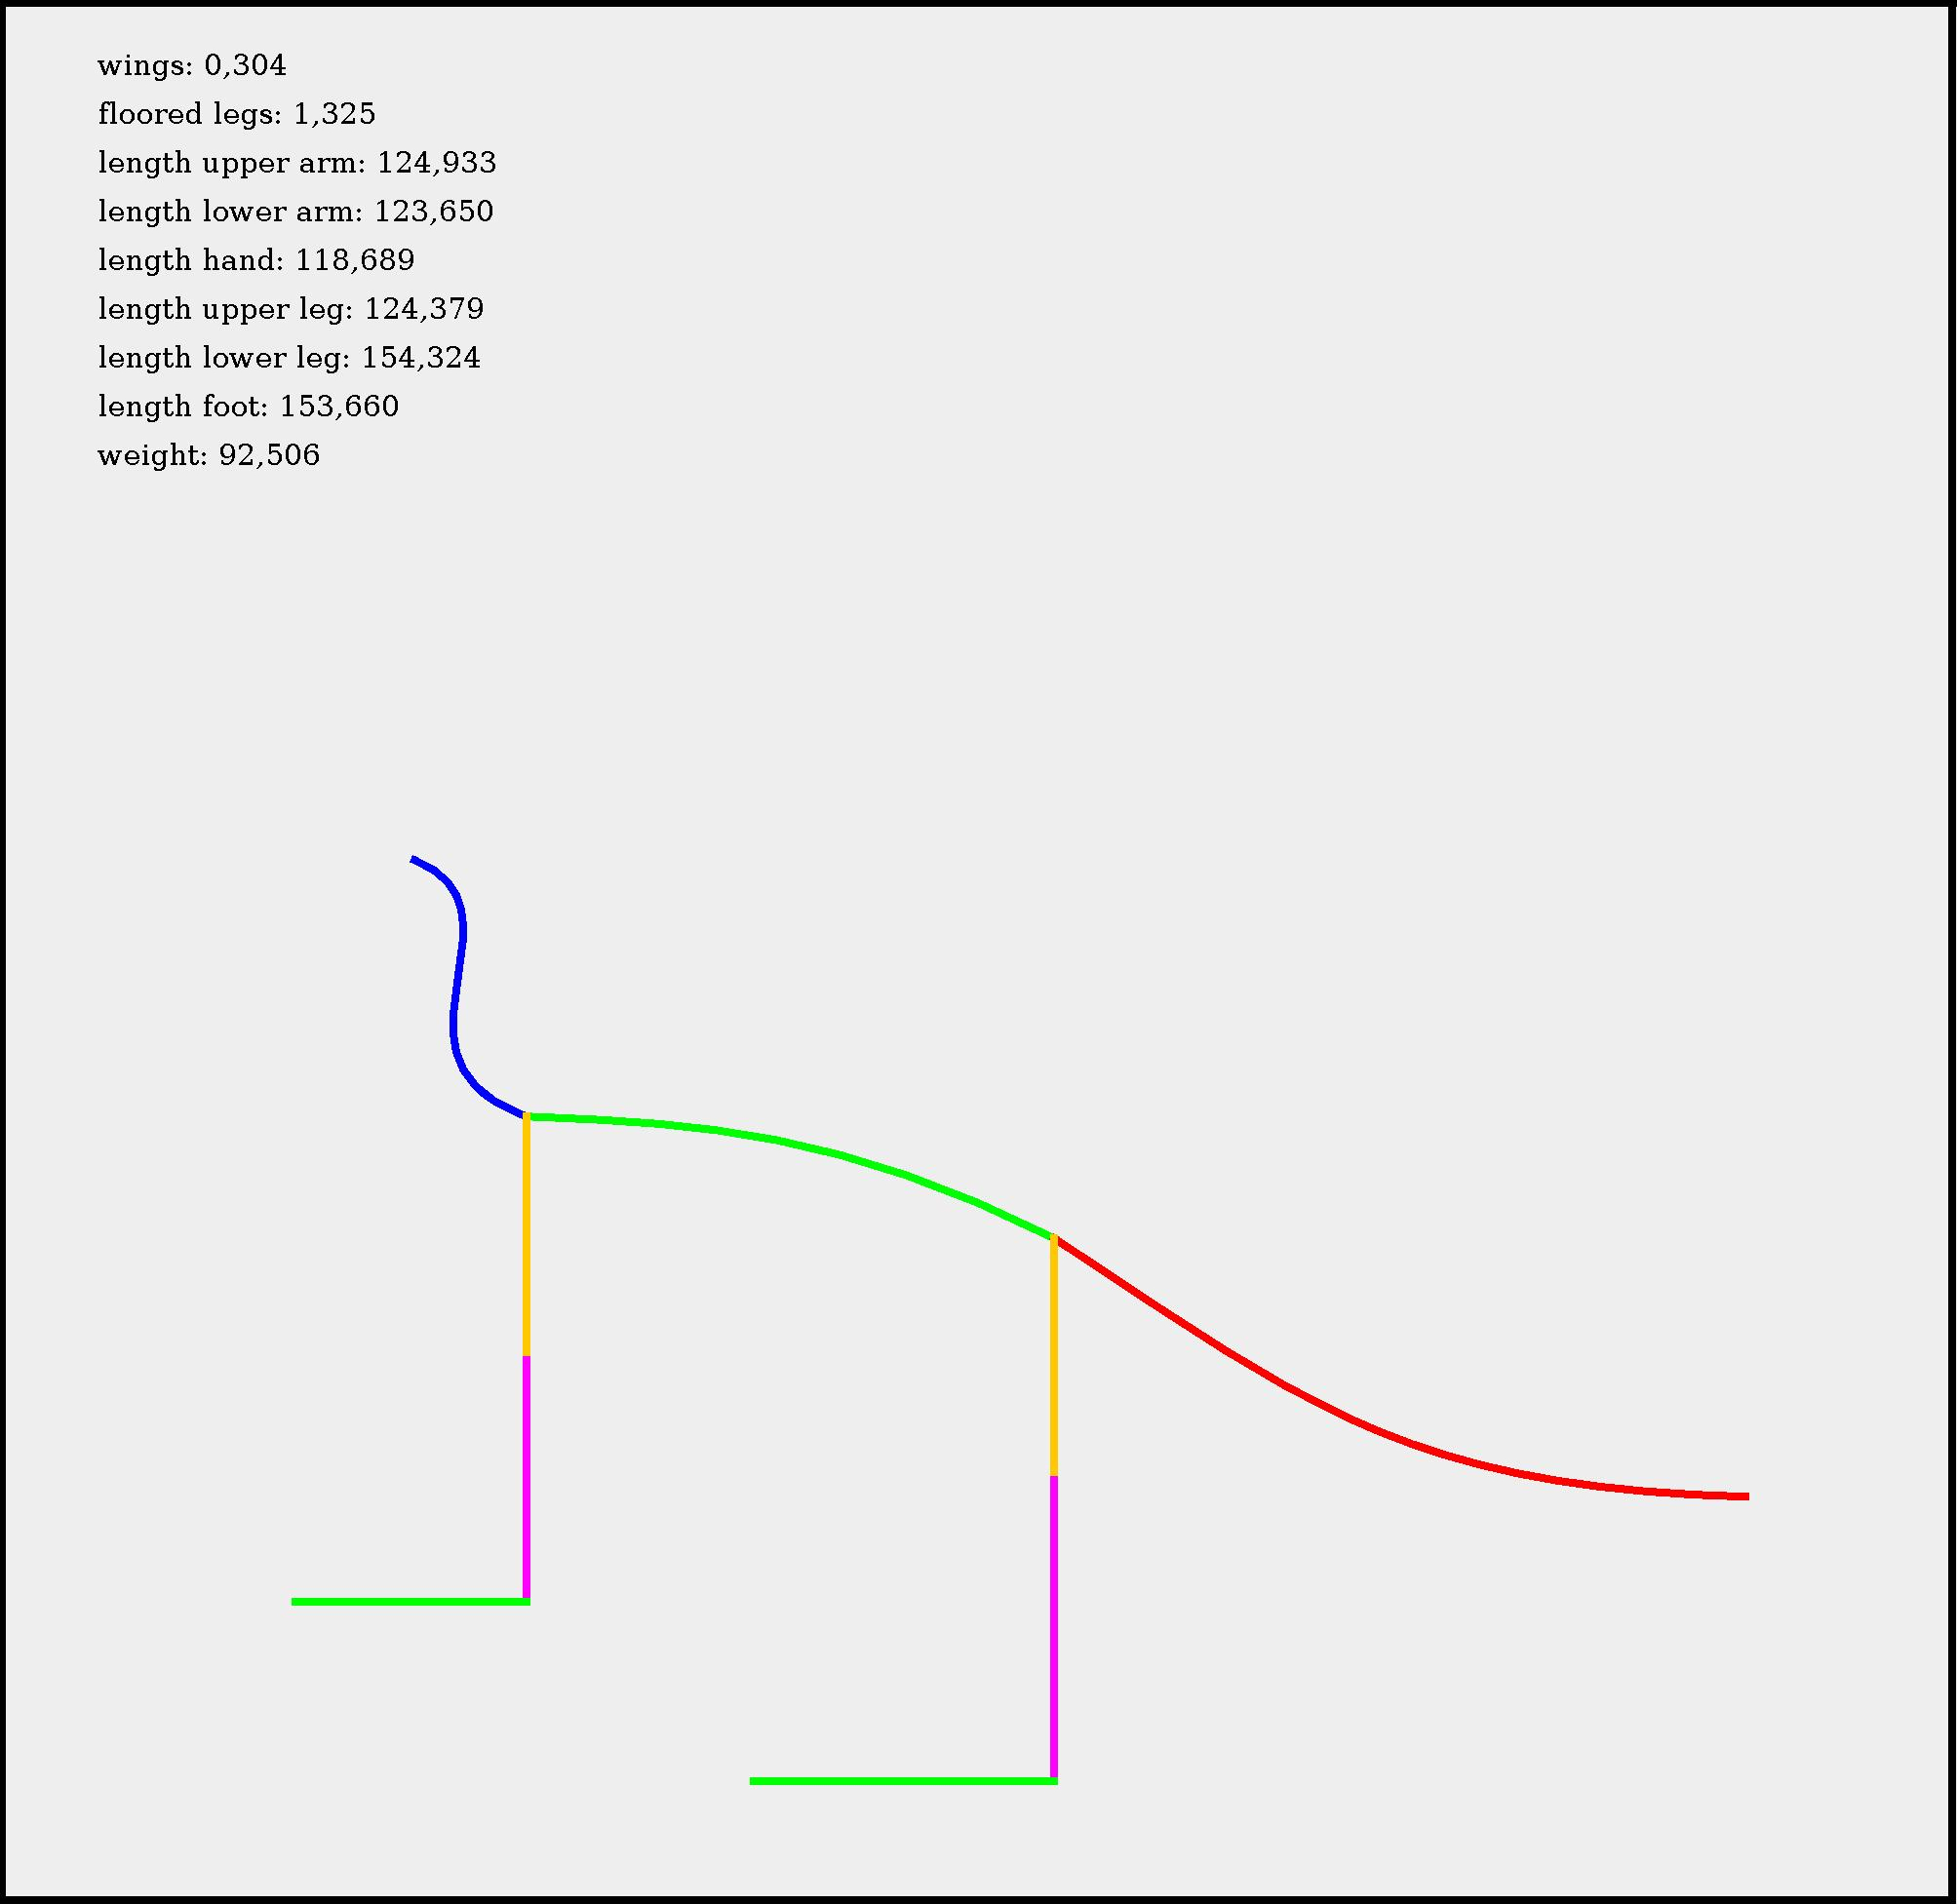 wings: 0,304
floored legs: 1,325
length upper arm: 124,933
length lower arm: 123,650
length hand: 118,689
length upper leg: 124,379
length lower leg: 154,324
length foot: 153,660
weight: 92,506